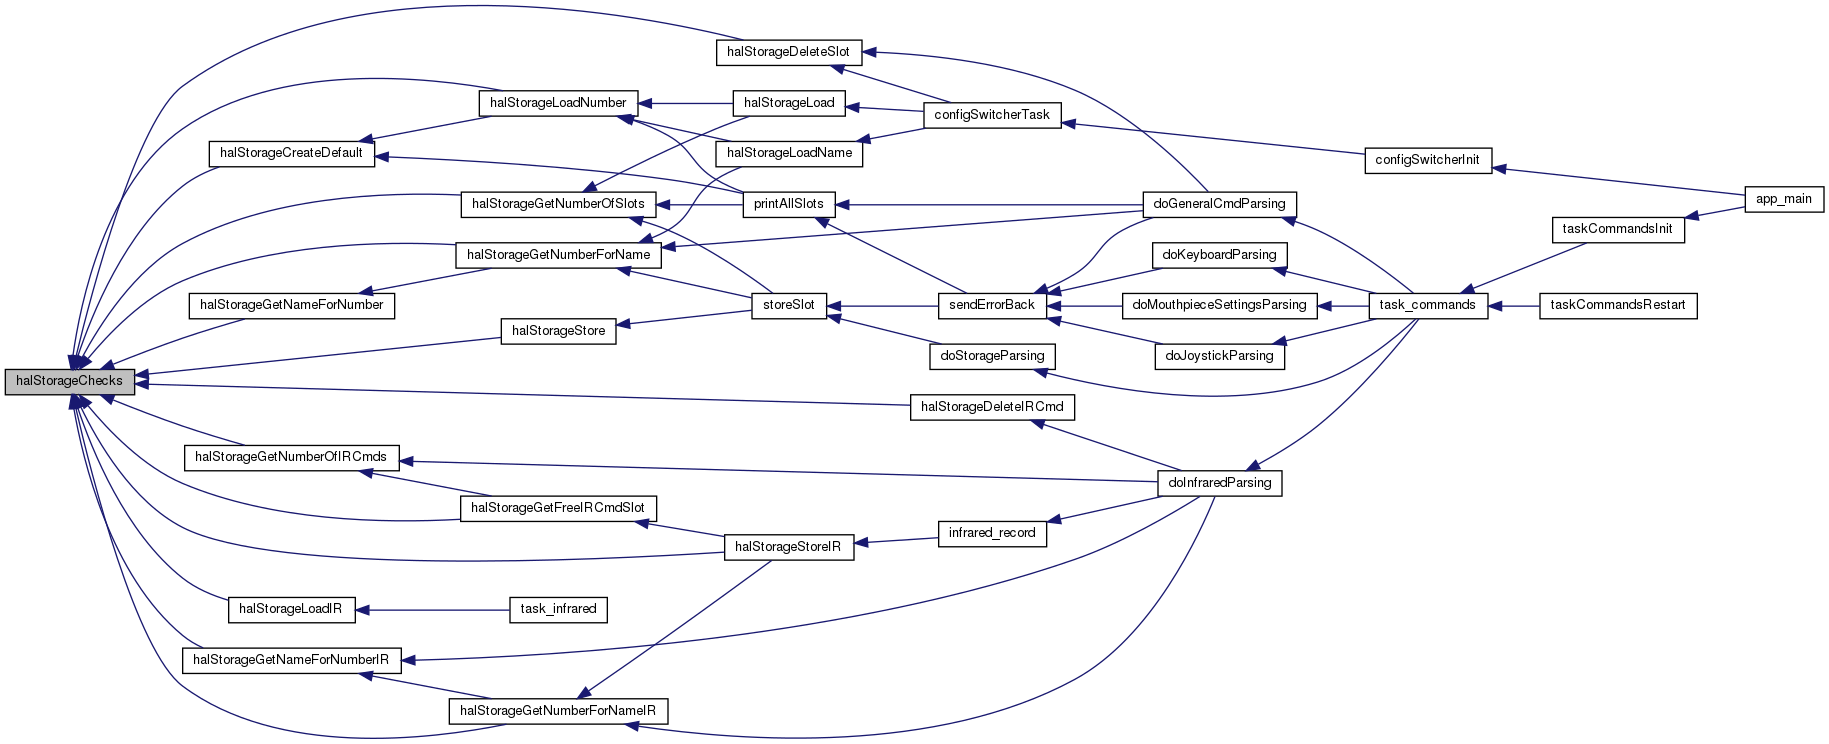 halStorageDeleteSlot
halStorageLoadNumber
halStorageLoad
configSwitcherTask
halStorageCreateDefault
halStorageLoadName
configSwitcherInit
halStorageGetNumberOfSlots
printAllSlots
doGeneralCmdParsing
app_main
taskCommandsInit
halStorageGetNumberForName
doKeyboardParsing
halStorageGetNameForNumber
storeSlot
sendErrorBack
doMouthpieceSettingsParsing
task_commands
taskCommandsRestart
halStorageStore
doStorageParsing
doJoystickParsing
halStorageChecks
halStorageDeleteIRCmd
halStorageGetNumberOfIRCmds
doInfraredParsing
halStorageGetFreeIRCmdSlot
infrared_record
halStorageStoreIR
halStorageLoadIR
task_infrared
halStorageGetNameForNumberIR
halStorageGetNumberForNameIR